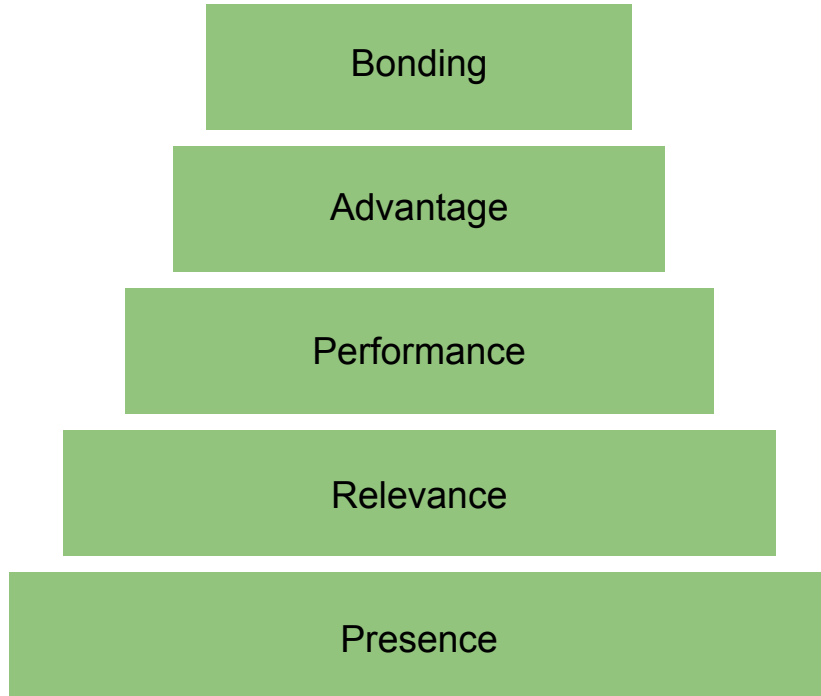 Bonding
Advantage
Performance
Relevance
Presence